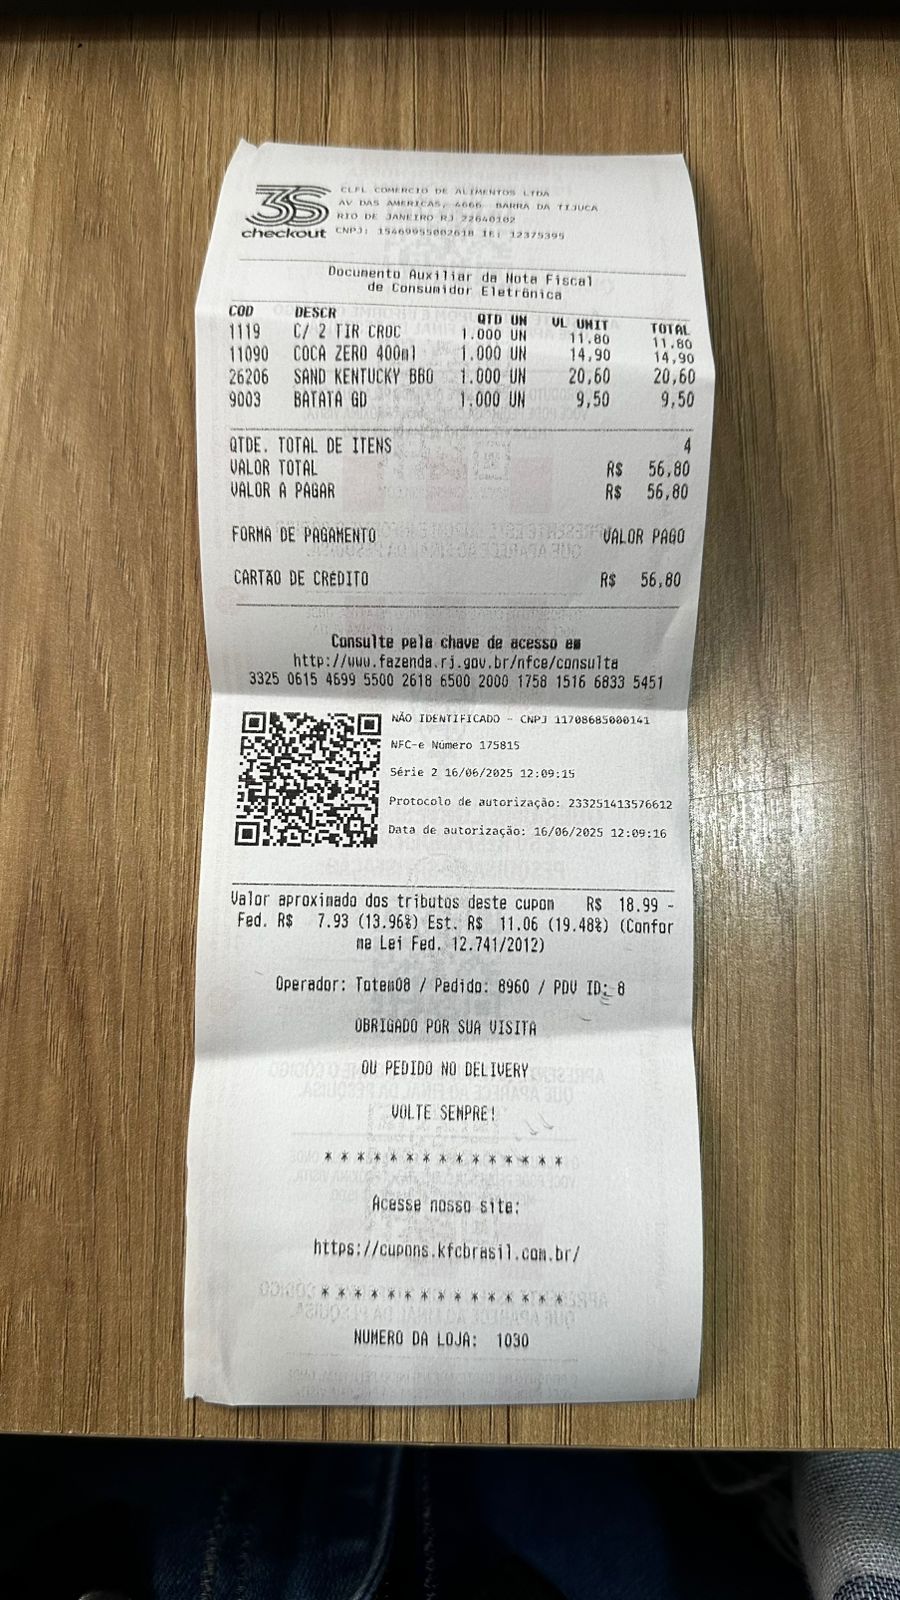 3S
checkout
CLFL COMERCIO DE ALIMENTOS LTDA
AV DAS AMERICAS, 4666 BARRA DA TIJUCA
RIO DE JANEIRO RJ 22640102
CNPJ: 15469955002618 IE: 12375395
Documento Auxiliar da Nota Fiscal
de Consumidor Eletrônica
COD DESCR QTD UN VL UNIT TOTAL
1119 C/ 2 TIR CROC 1.000 UN 11.80 11.80
11090 COCA ZERO 400ml 1.000 UN 14,90 14,90
26206 SAND KENTUCKY BBQ 1.000 UN 20,60 20,60
9003 BATATA GD 1.000 UN 9,50 9,50
QTDE. TOTAL DE ITENS 4
VALOR TOTAL R$ 56,80
VALOR A PAGAR R$ 56,80
FORMA DE PAGAMENTO VALOR PAGO
CARTÃO DE CRÉDITO R$ 56,80
Consulte pela chave de acesso em
http://www.fazenda.rj.gov.br/nfce/consulta
3325 0615 4699 5500 2618 6500 2000 1758 1516 6833 5451
NÃO IDENTIFICADO - CNPJ 11708685000141
NFC-e Número 175815
Série 2 16/06/2025 12:09:15
Protocolo de autorização: 233251413576612
Data de autorização: 16/06/2025 12:09:16
Valor aproximado dos tributos deste cupom R$ 18.99 -
Fed. R$ 7.93 (13.96%) Est. R$ 11.06 (19.48%) (Confor
me Lei Fed. 12.741/2012)
Operador: Totem08 / Pedido: 8960 / PDV ID: 8
OBRIGADO POR SUA VISITA
OU PEDIDO NO DELIVERY
VOLTE SEMPRE!
* * * * * * * * * * * * * * *
Acesse nosso site:
https://cupons.kfcbrasil.com.br/
* * * * * * * * * * * * * * *
NUMERO DA LOJA: 1030